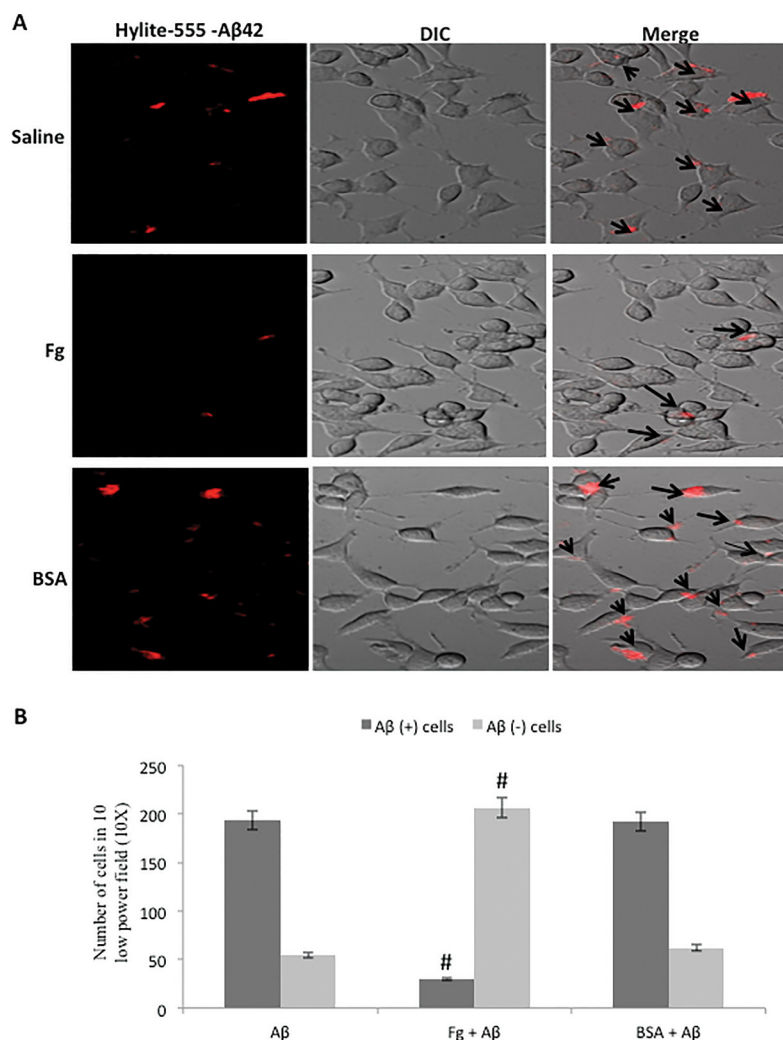 A
Hylite-555 -Aβ42 DIC Merge
Saline
Fg
BSA
B
Aβ (+) cells Aβ (-) cells
Number of cells in 10
low power field (10X)
250
200
150
100
50
0
#
#
Aβ Fg + Aβ BSA + Aβ